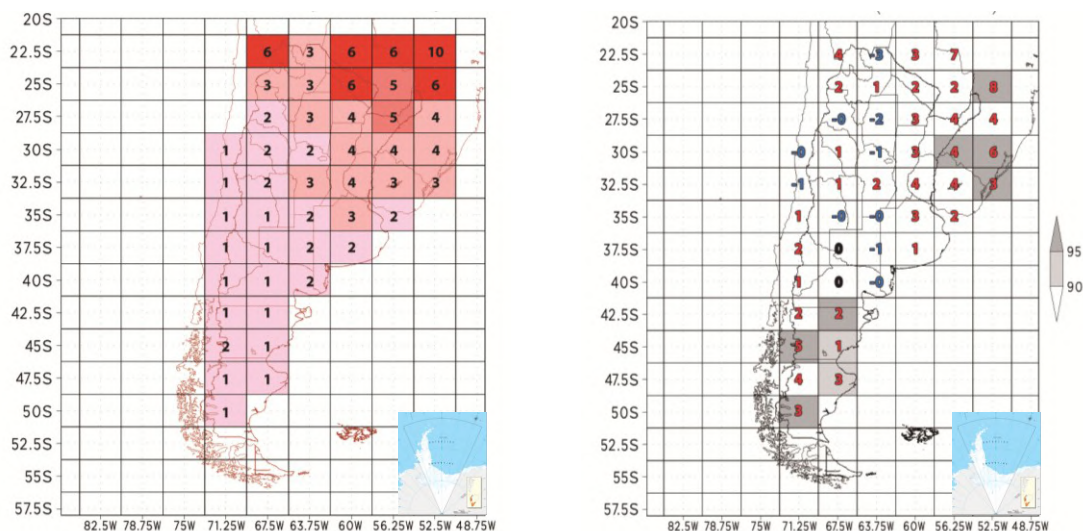 20S
22.5S 6 3 6 6 10
25S 3 3 6 5 6
27.5S 2 3 4 5 4
30S 1 2 2 4 4 4
32.5S 1 2 3 4 3 3
35S 1 1 2 3 2
37.5S 1 1 2 2
40S 1 1 2
42.5S 1 1
45S 2 1
47.5S 1 1
50S 1
52.5S
55S
57.5S
82.5W 78.75W 75W 71.25W 67.5W 63.75W 60W 56.25W 52.5W 48.75W
20S
22.5S 4 -3 3 7
25S 2 1 2 2 8
27.5S -0 -2 3 4 4
30S -0 1 -1 3 4 6
32.5S -1 1 2 4 4 3
35S 1 -0 -0 3 2
37.5S 2 0 -1 1
40S 1 0 -0
42.5S 2 2
45S 1
47.5S 4 3
50S 3
52.5S
55S
57.5S
82.5W 78.75W 75W 71.25W 67.5W 63.75W 60W 56.25W 52.5W 48.75W
95
90